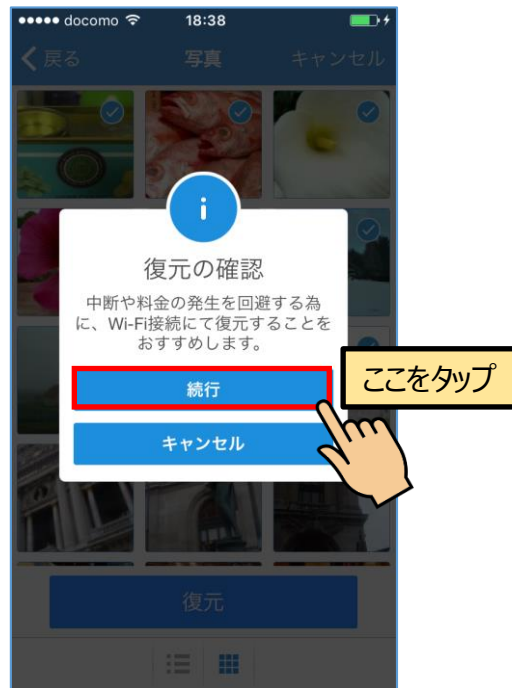 docomo 18:38
戻る 写真 キャンセル
i
復元の確認
中断や料金の発生を回避する為
に、Wi-Fi接続にて復元することを
おすすめします。
続行
ここをタップ
キャンセル
復元